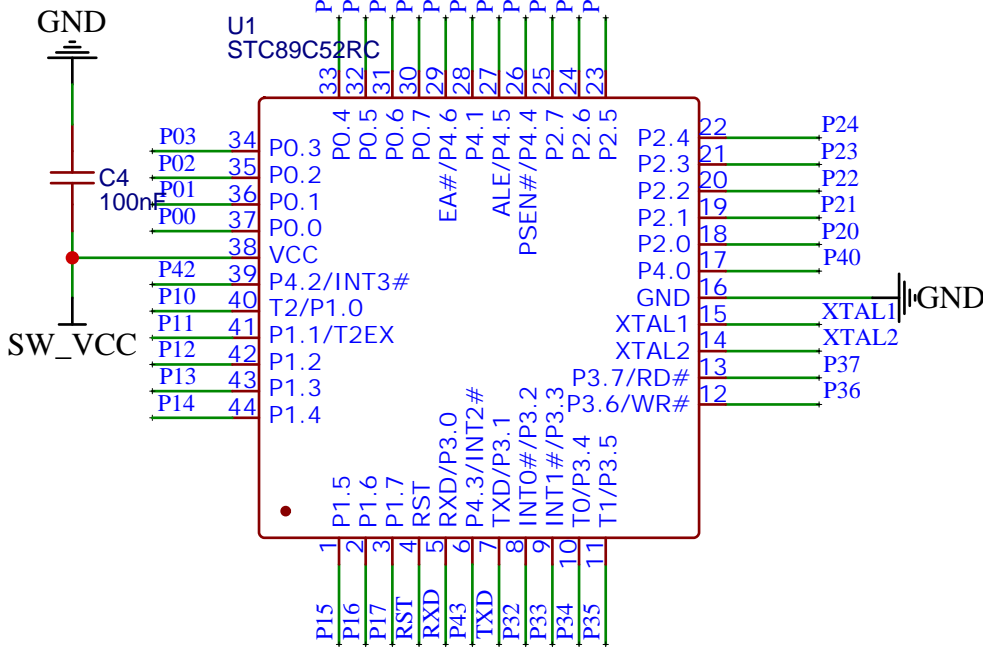 P P P P P P P P P P P
GND
U1
STC89C52RC
33 32 31 30 29 28 27 26 25 24 23
P0.4 P0.5 P0.6 P0.7 EA#/P4.6 P4.1 ALE/P4.5 PSEN#/P4.4 P2.7 P2.6 P2.5
C4
100nF
SW_VCC
P03 34 P0.3
P02 35 P0.2
P01 36 P0.1
P00 37 P0.0
38 VCC
P42 39 P4.2/INT3#
P10 40 T2/P1.0
P11 41 P1.1/T2EX
P12 42 P1.2
P13 43 P1.3
P14 44 P1.4
P2.4 22 P24
P2.3 21 P23
P2.2 20 P22
P2.1 19 P21
P2.0 18 P20
P4.0 17 P40
GND 16 GND
XTAL1 15 XTAL1
XTAL2 14 XTAL2
P3.7/RD# 13 P37
P3.6/WR# 12 P36
P1.5 P1.6 P1.7 RST RXD/P3.0 P4.3/INT2# TXD/P3.1 INT0#/P3.2 INT1#/P3.3 T0/P3.4 T1/P3.5
1 2 3 4 5 6 7 8 9 10 11
P15 P16 P17 RST RXD P43 TXD P32 P33 P34 P35